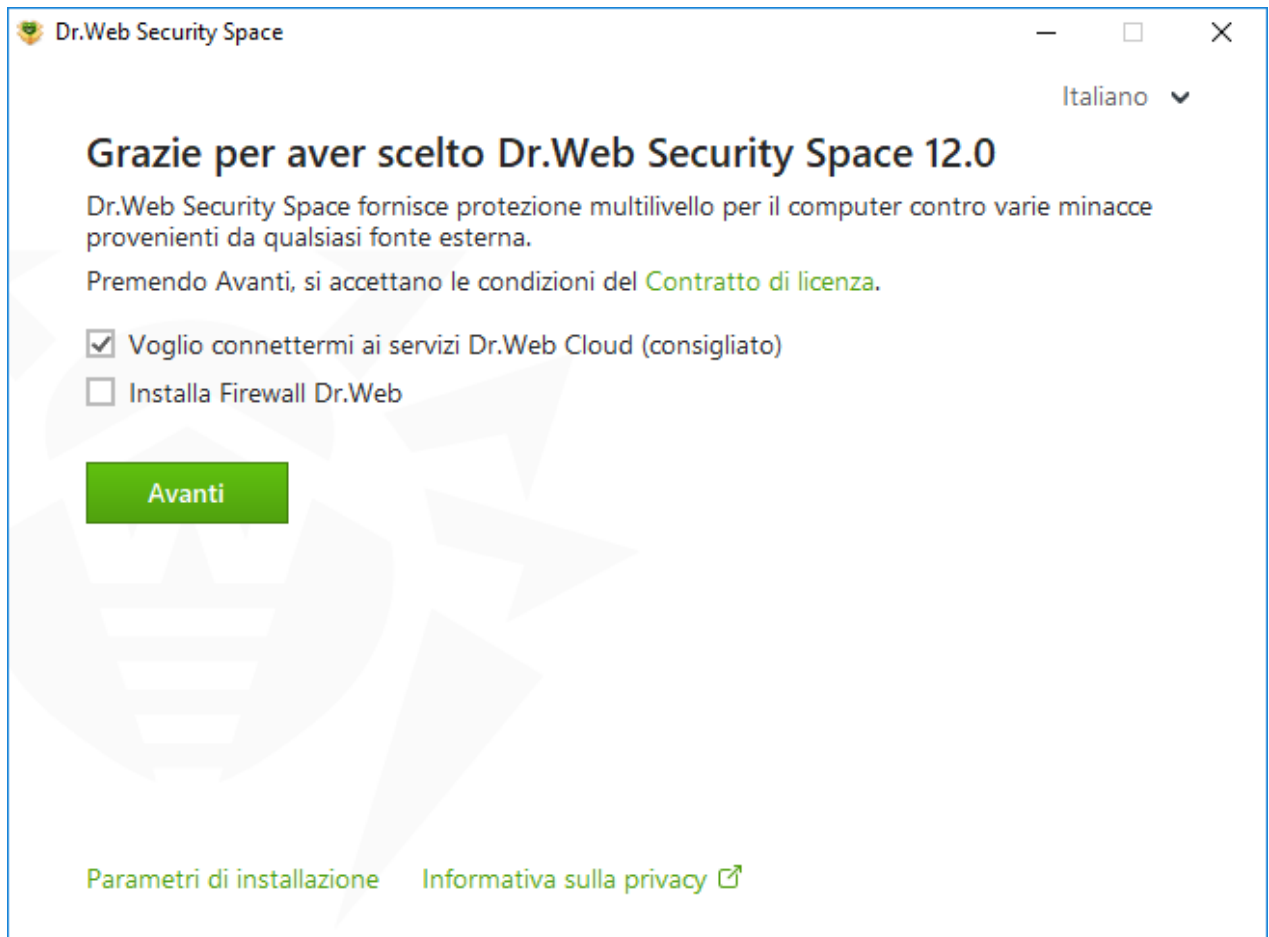 Dr.Web Security Space
Italiano
Grazie per aver scelto Dr.Web Security Space 12.0
Dr.Web Security Space fornisce protezione multilivello per il computer contro varie minacce
provenienti da qualsiasi fonte esterna.
Premendo Avanti, si accettano le condizioni del Contratto di licenza.
Voglio connettermi ai servizi Dr.Web Cloud (consigliato)
Installa Firewall Dr.Web
Avanti
Parametri di installazione Informativa sulla privacy